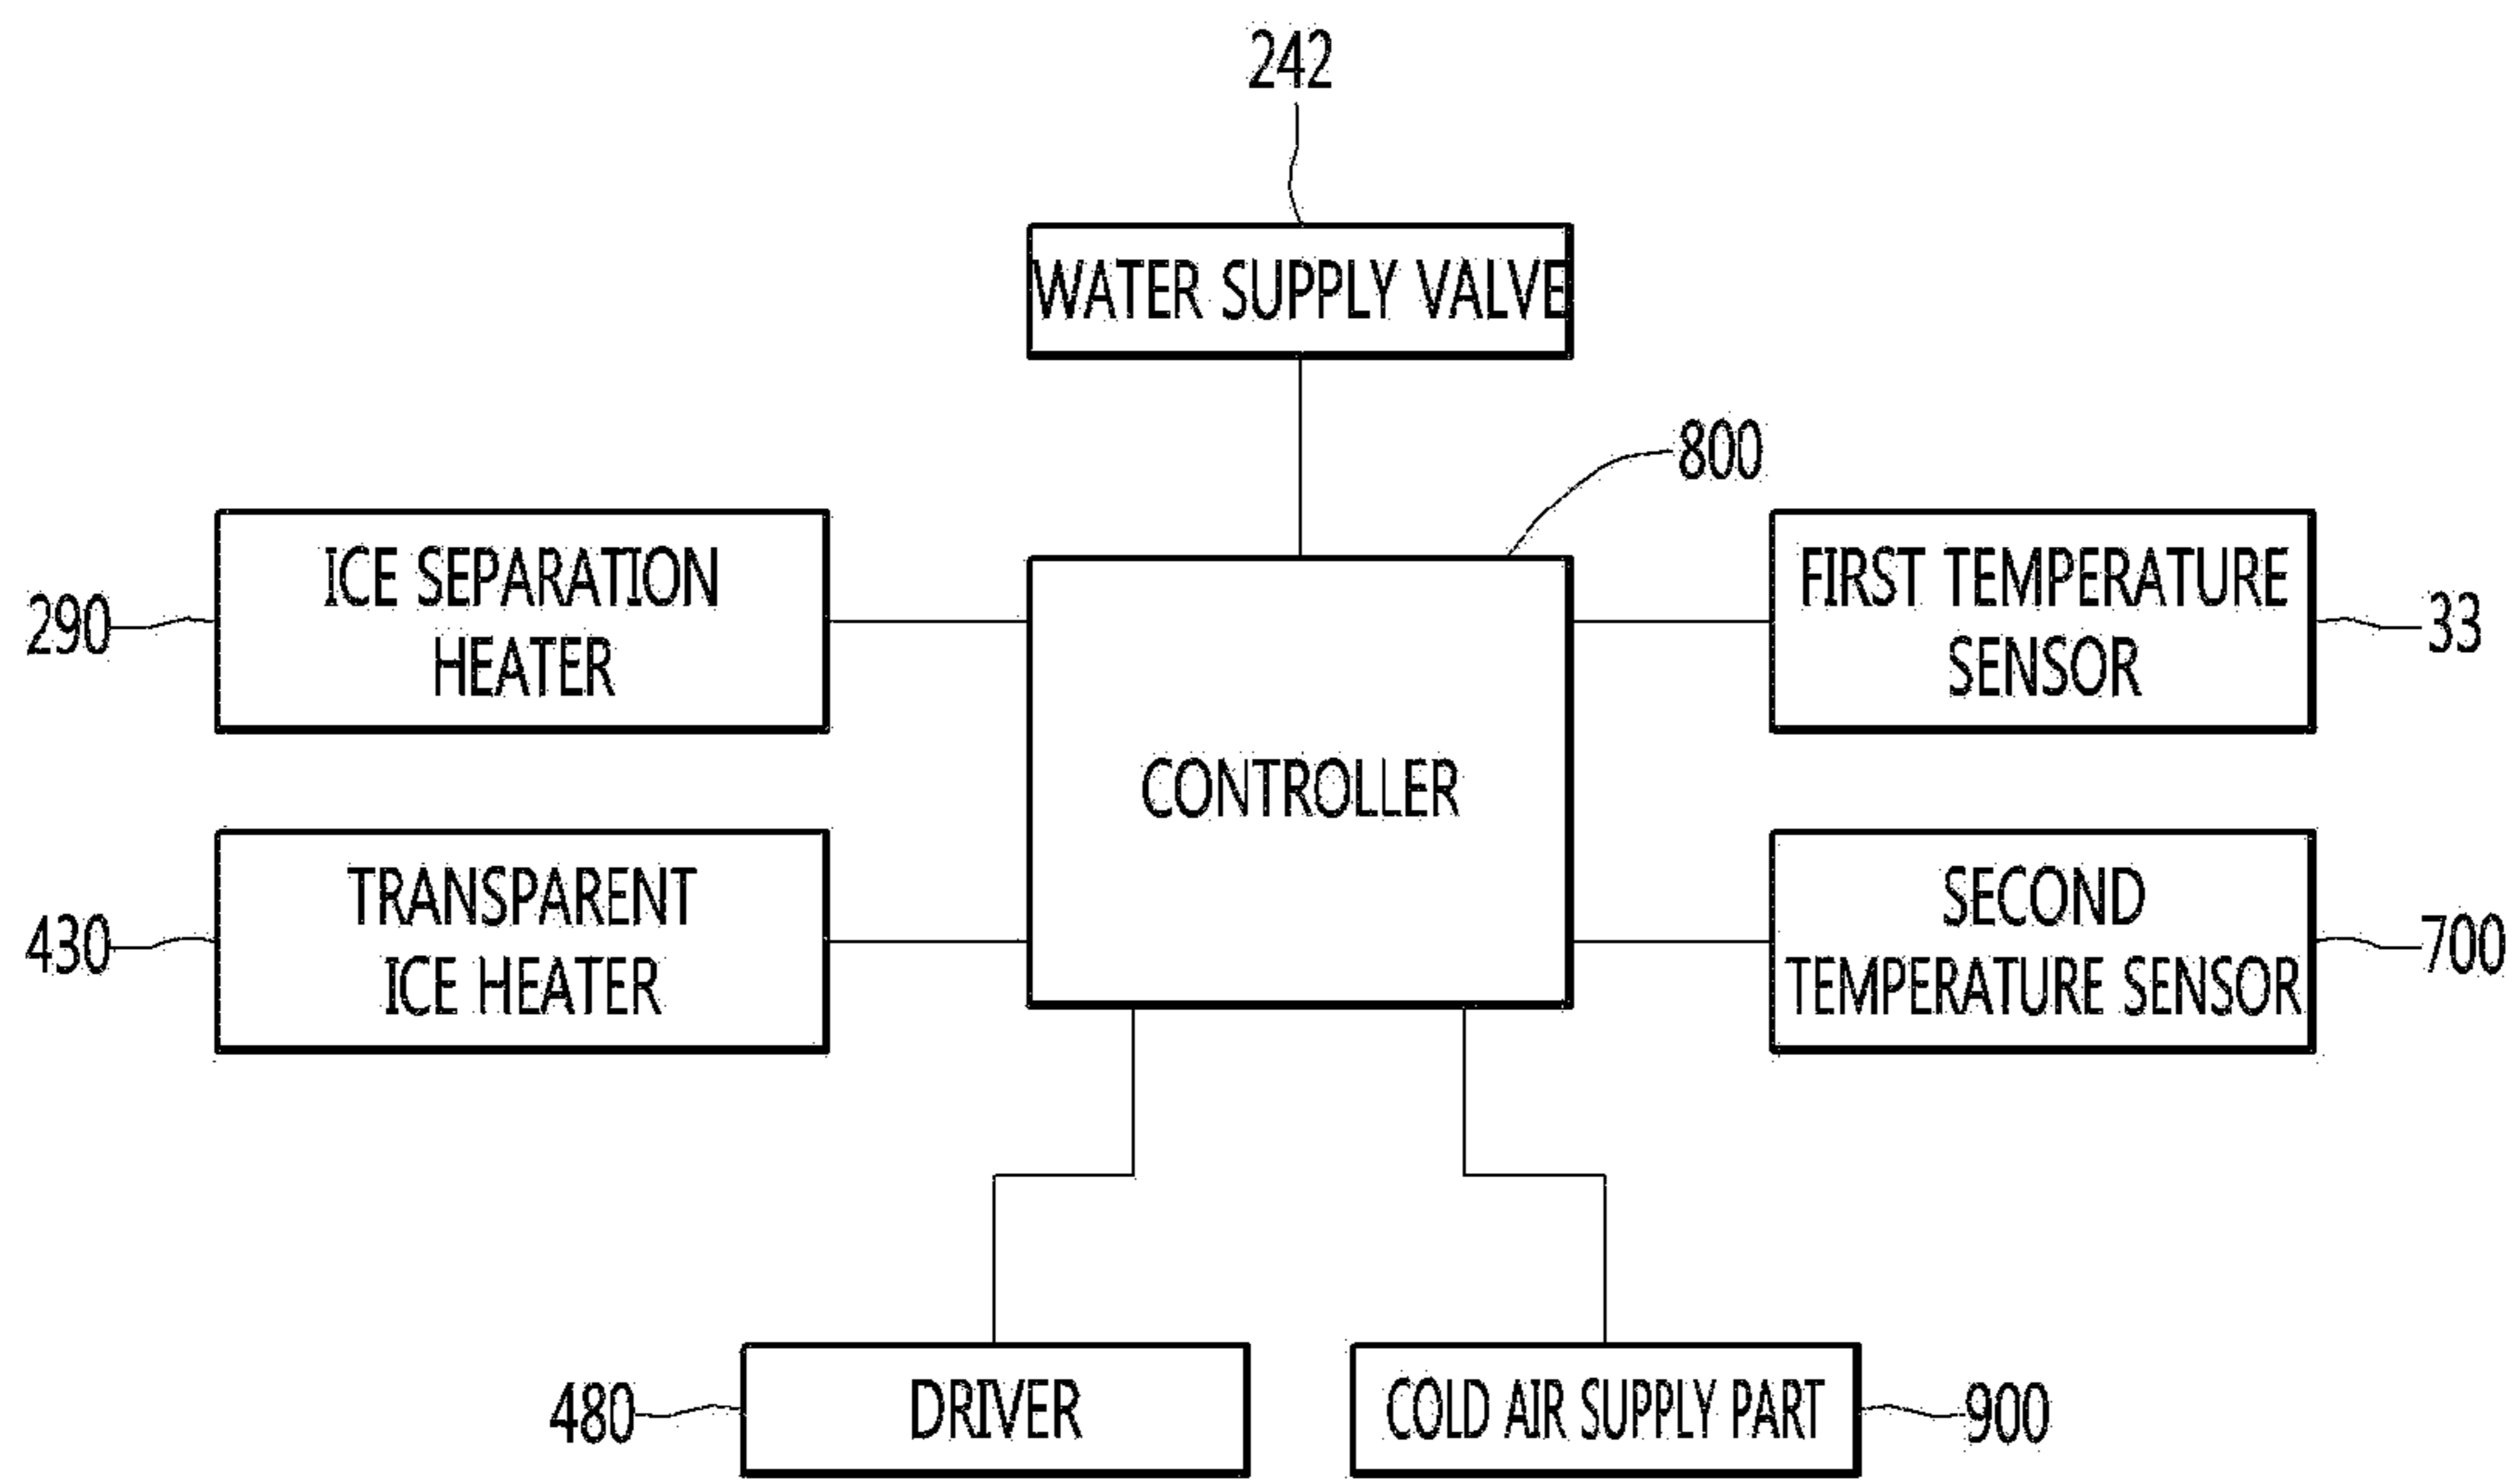 242
WATER SUPPLY VALVE
800
ICE SEPARATION
HEATER
290
FIRST TEMPERATURE
SENSOR
33
CONTROLLER
TRANSPARENT
ICE HEATER
430
SECOND
TEMPERATURE SENSOR
700
480
DRIVER
COLD AIR SUPPLY PART
900